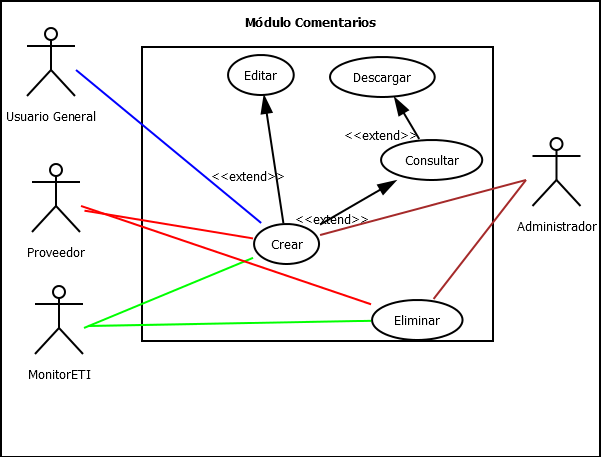 Módulo Comentarios
Usuario General
Editar
Descargar
<<extend>>
Consultar
<<extend>>
Proveedor
<<extend>>
Administrador
Crear
Eliminar
MonitorETI